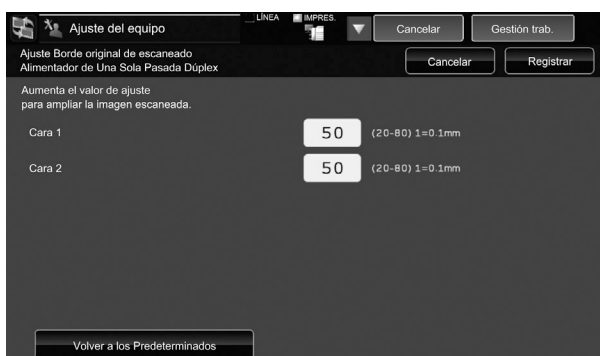 Ajuste del equipo
LÍNEA
IMPRES.
Cancelar
Gestión trab.
Ajuste Borde original de escaneado
Alimentador de Una Sola Pasada Dúplex
Cancelar
Registrar
Aumenta el valor de ajuste
para ampliar la imagen escaneada.
Cara 1 50 (20-80) 1=0.1mm
Cara 2 50 (20-80) 1=0.1mm
Volver a los Predeterminados